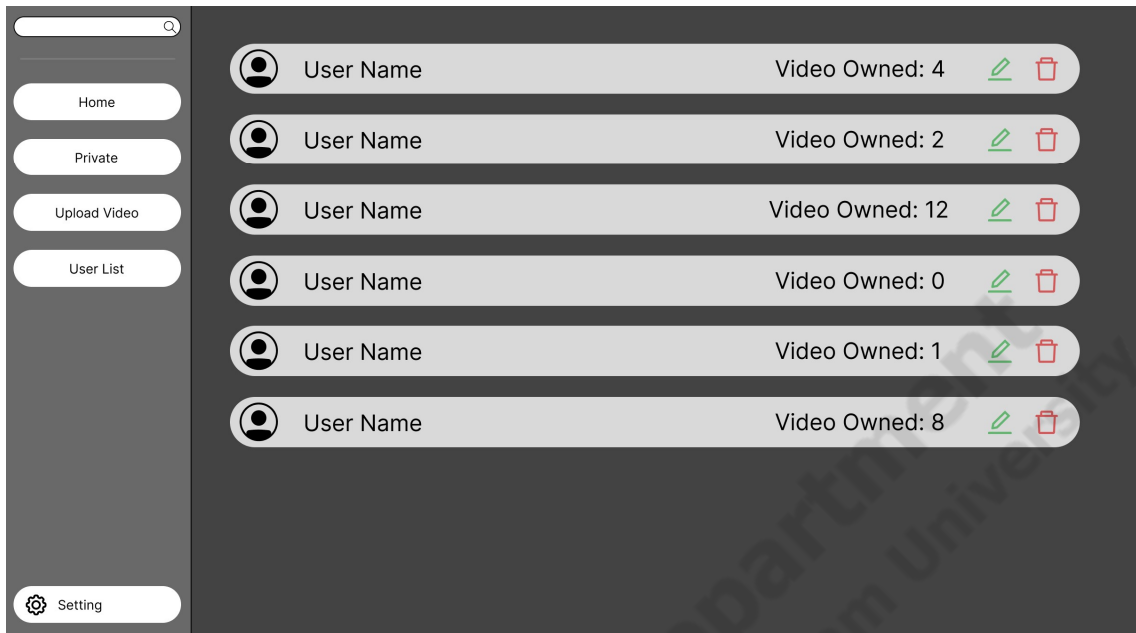 Home
Private
Upload Video
User List
Setting
User Name Video Owned: 4
User Name Video Owned: 2
User Name Video Owned: 12
User Name Video Owned: 0
User Name Video Owned: 1
User Name Video Owned: 8
University